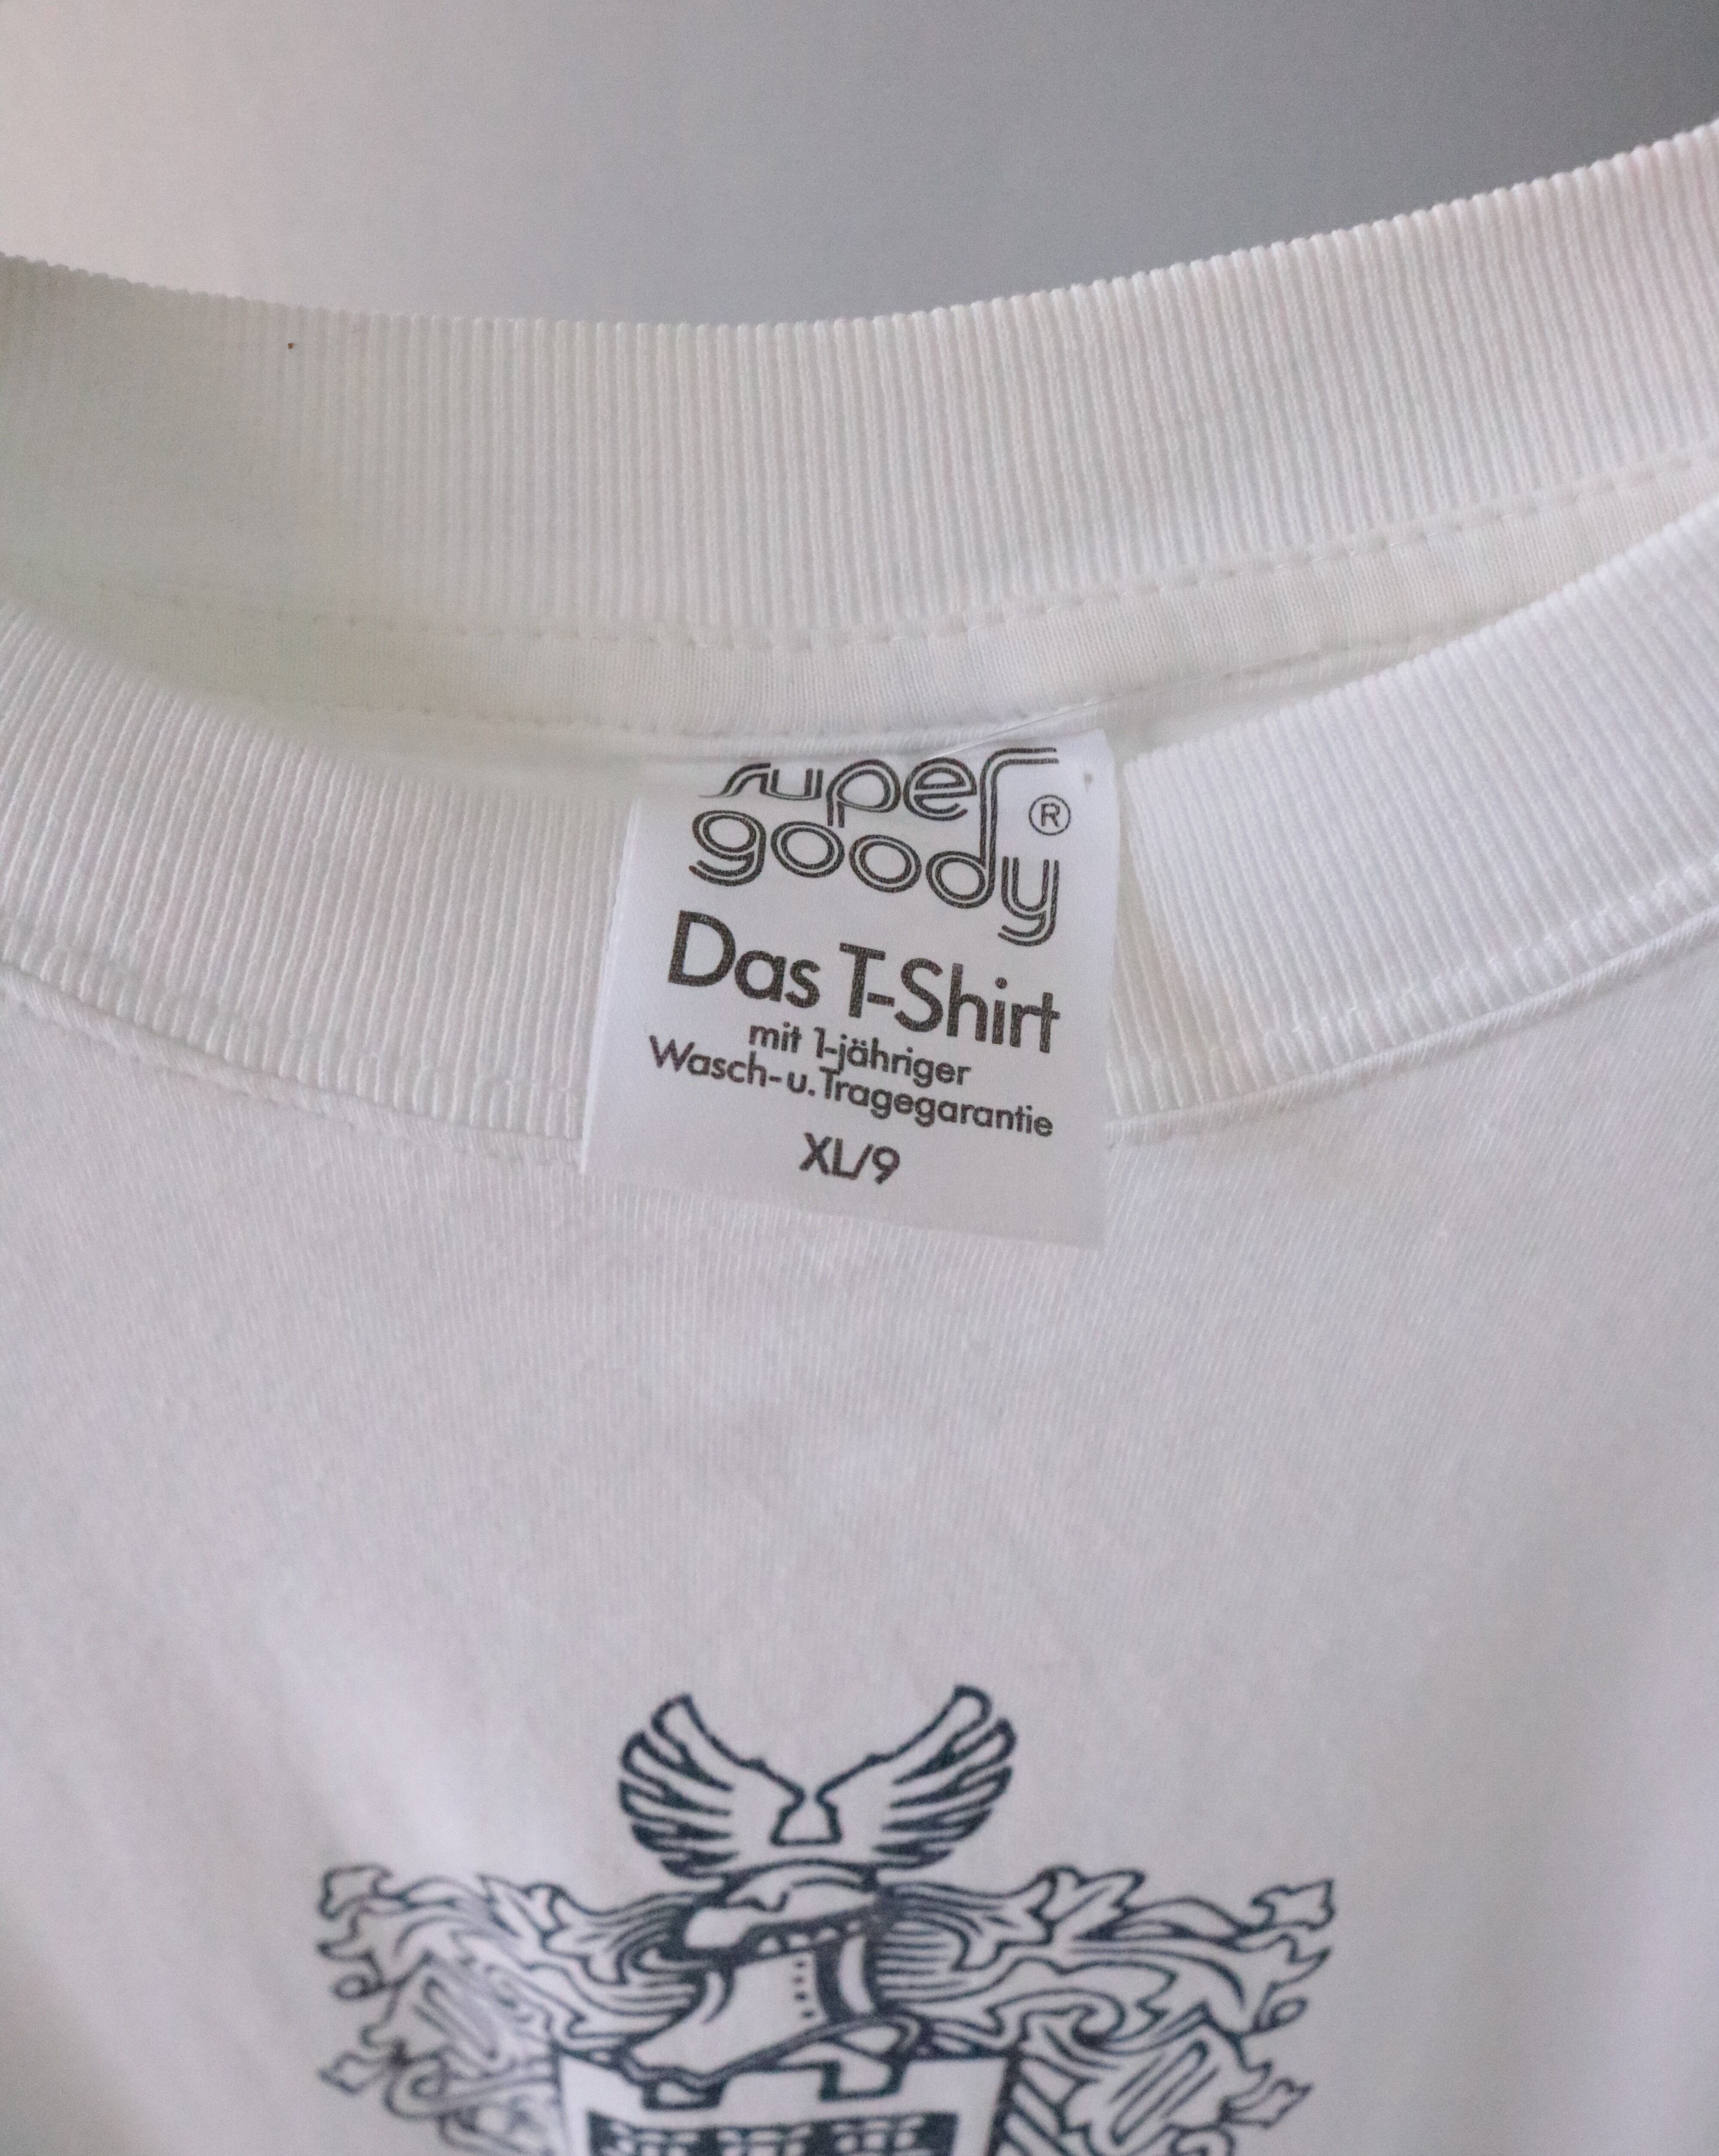 super
goody ®
Das T-Shirt
mit 1-jähriger
Wasch- u. Tragegarantie
XL/9